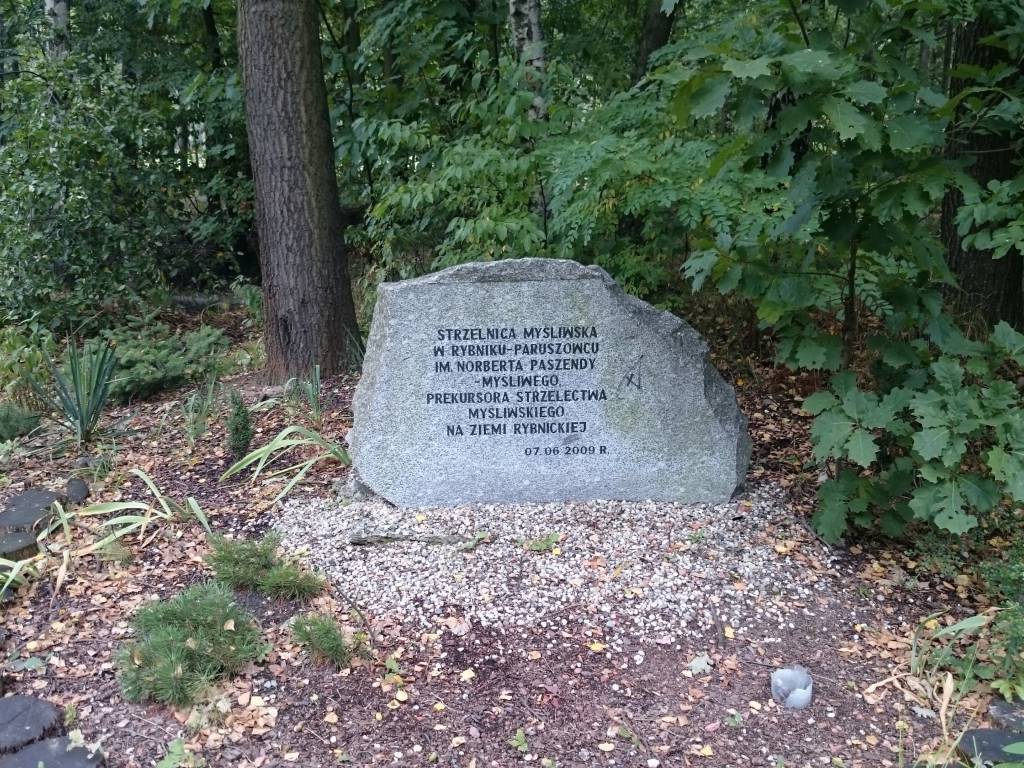 STRZELNICA MYŚLIWSKA
W RYBNIKU-PARUSZOWCU
IM. NORBERTA PASZENDY
-MYŚLIWEGO,
PREKURSORA STRZELECTWA
MYŚLIWSKIEGO
NA ZIEMI RYBNICKIEJ
07.06 2009 R.